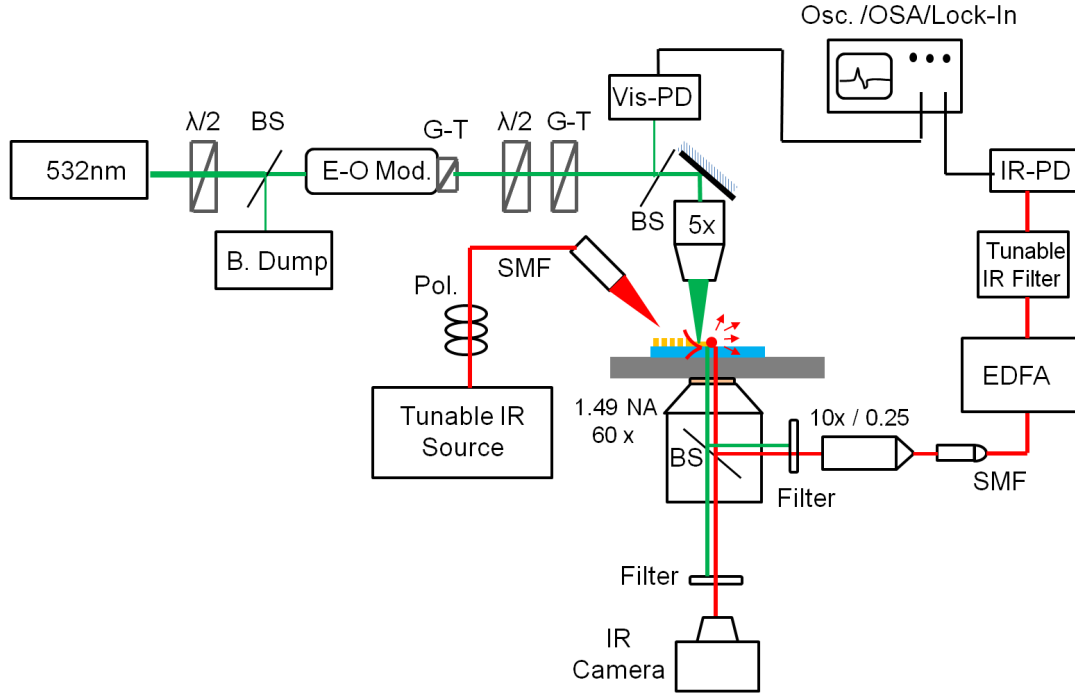 Osc. /OSA/Lock-In
Vis-PD
λ/2
BS
G-T
λ/2
G-T
532nm
E-O Mod.
IR-PD
BS
5x
B. Dump
SMF
Tunable
IR Filter
Pol.
EDFA
Tunable IR
Source
1.49 NA
60 x
10x / 0.25
BS
SMF
Filter
Filter
IR
Camera